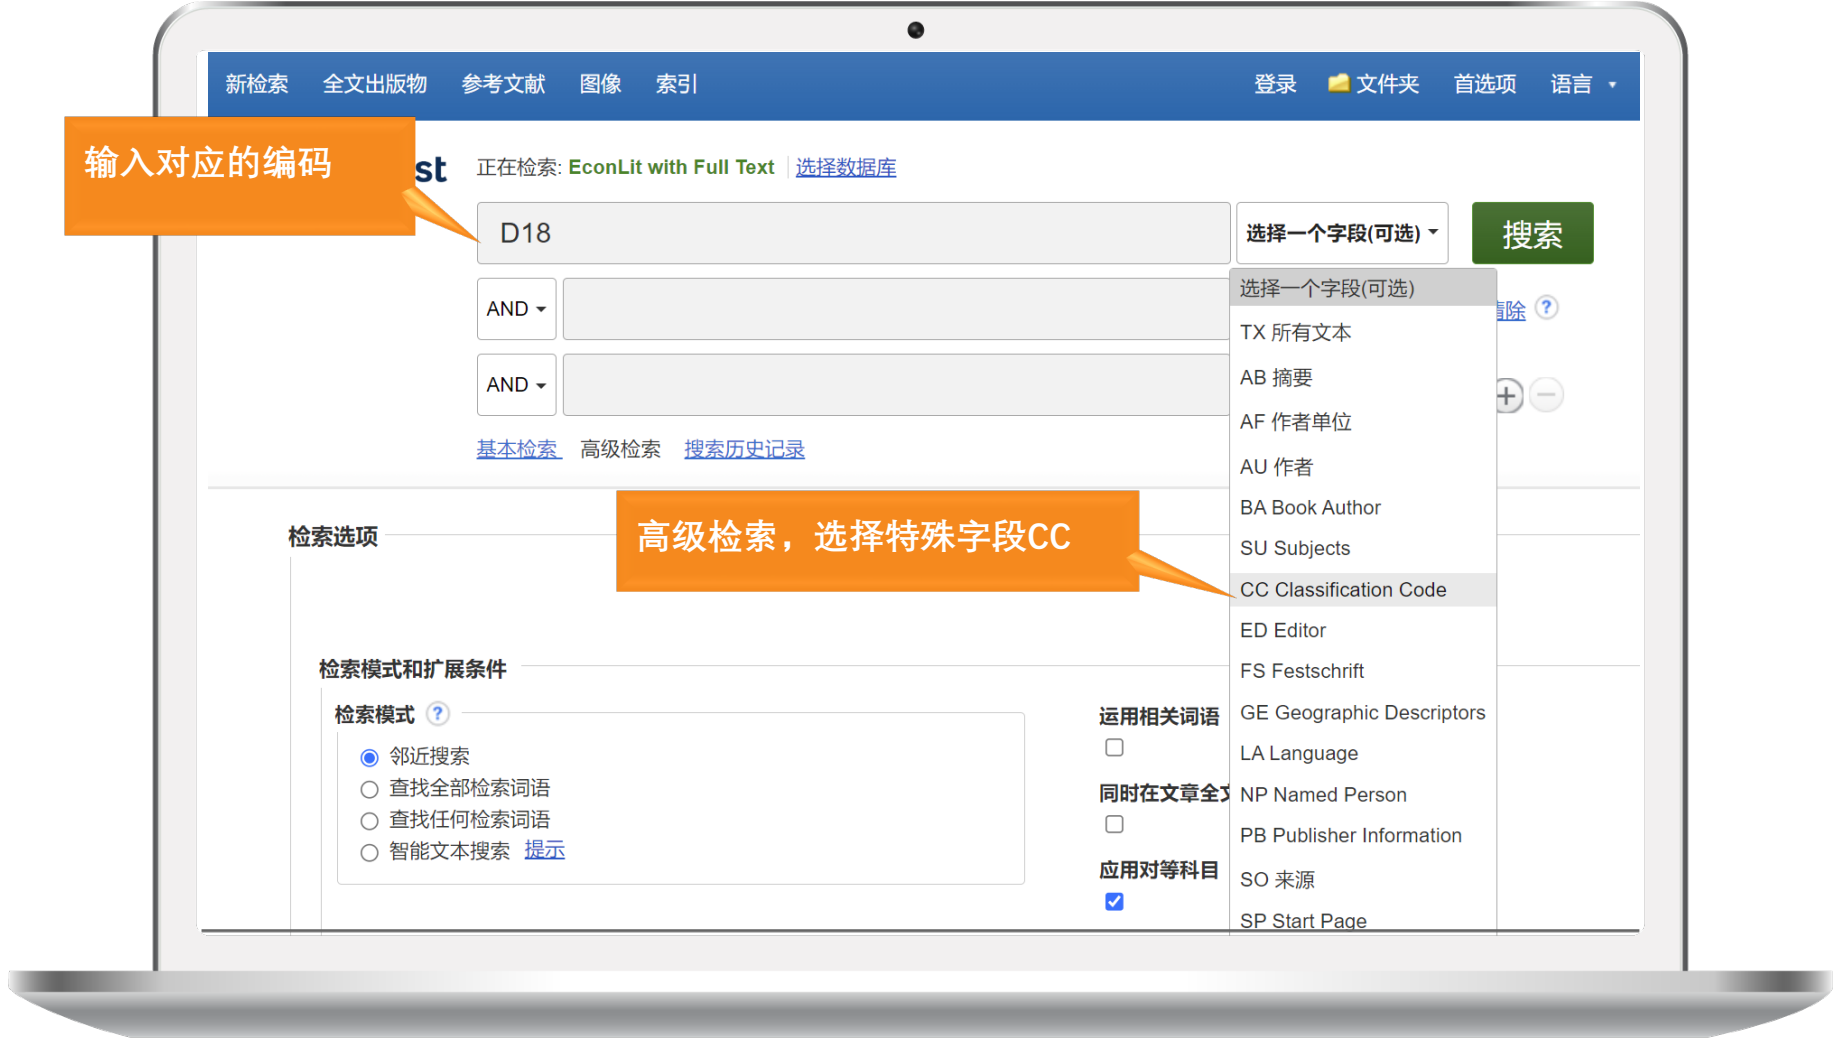 新检索 全文出版物 参考文献 图像 索引 登录 文件夹 首选项 语言
输入对应的编码
st 正在检索: EconLit with Full Text 选择数据库
D18 选择一个字段(可选) 搜索
选择一个字段(可选)
AND 清除 ?
TX 所有文本
AB 摘要
AND
AF 作者单位
基本检索 高级检索 搜索历史记录
AU 作者
BA Book Author
高级检索，选择特殊字段CC
检索选项
SU Subjects
CC Classification Code
ED Editor
检索模式和扩展条件
FS Festschrift
检索模式 ? 运用相关词语
GE Geographic Descriptors
邻近搜索
LA Language
查找全部检索词语
同时在文章全文
NP Named Person
查找任何检索词语
PB Publisher Information
智能文本搜索 提示
应用对等科目
SO 来源
SP Start Page